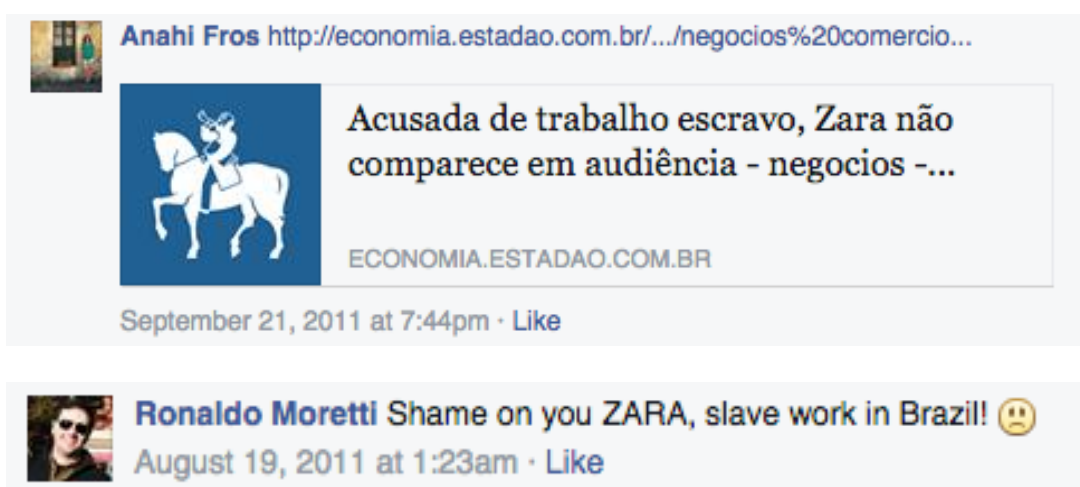 Anahi Fros http://economia.estadao.com.br/.../negocios%20comercio...
Acusada de trabalho escravo, Zara não
comparece em audiência - negocios -...
ECONOMIA.ESTADAO.COM.BR
September 21, 2011 at 7:44pm · Like
Ronaldo Moretti Shame on you ZARA, slave work in Brazil!
August 19, 2011 at 1:23am · Like